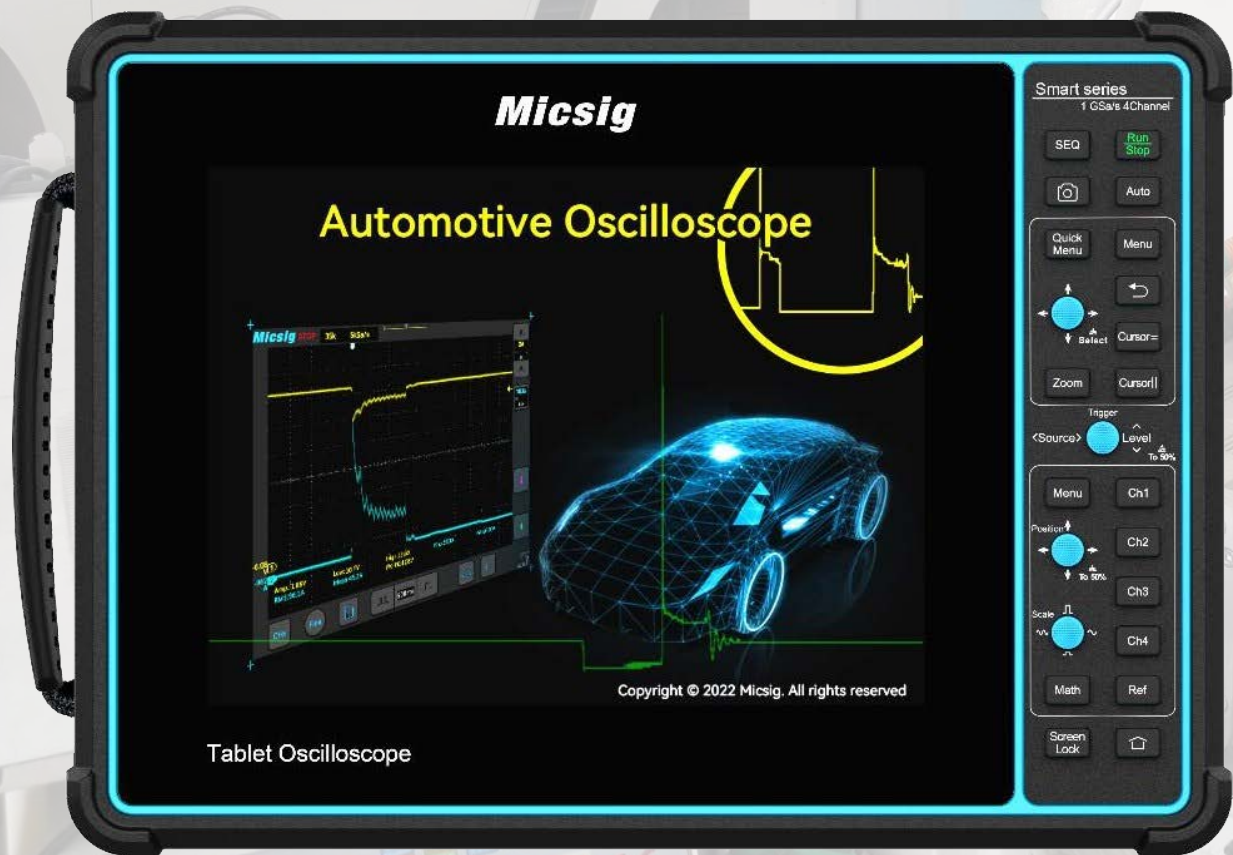 Micsig
Automotive Oscilloscope
Micsig STOP
Copyright © 2022 Micsig. All rights reserved
Tablet Oscilloscope
Smart series
1 GSa/s 4Channel
SEQ
Run
Stop
Auto
Quick
Menu
Menu
Select
Cursor=
Zoom
Cursor||
Trigger
<Source>
Level
To 50%
Menu
Ch1
Position
Ch2
To 50%
Ch3
Scale
Ch4
Math
Ref
Screen
Lock